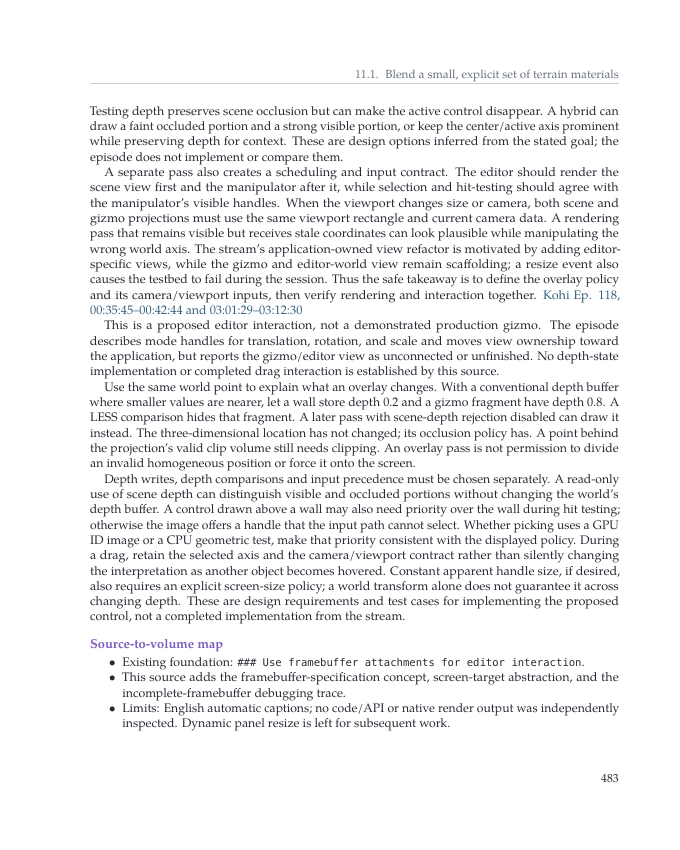 11.1. Blend a small, explicit set of terrain materials
Testing depth preserves scene occlusion but can make the active control disappear. A hybrid can
draw a faint occluded portion and a strong visible portion, or keep the center/active axis prominent
while preserving depth for context. These are design options inferred from the stated goal; the
episode does not implement or compare them.
A separate pass also creates a scheduling and input contract. The editor should render the
scene view first and the manipulator after it, while selection and hit-testing should agree with
the manipulator's visible handles. When the viewport changes size or camera, both scene and
gizmo projections must use the same viewport rectangle and current camera data. A rendering
pass that remains visible but receives stale coordinates can look plausible while manipulating the
wrong world axis. The stream's application-owned view refactor is motivated by adding editor-
specific views, while the gizmo and editor-world view remain scaffolding; a resize event also
causes the testbed to fail during the session. Thus the safe takeaway is to define the overlay policy
and its camera/viewport inputs, then verify rendering and interaction together. Kohi Ep. 118,
00:35:45–00:42:44 and 03:01:29–03:12:30
This is a proposed editor interaction, not a demonstrated production gizmo. The episode
describes mode handles for translation, rotation, and scale and moves view ownership toward
the application, but reports the gizmo/editor view as unconnected or unfinished. No depth-state
implementation or completed drag interaction is established by this source.
Use the same world point to explain what an overlay changes. With a conventional depth buffer
where smaller values are nearer, let a wall store depth 0.2 and a gizmo fragment have depth 0.8. A
LESS comparison hides that fragment. A later pass with scene-depth rejection disabled can draw it
instead. The three-dimensional location has not changed; its occlusion policy has. A point behind
the projection's valid clip volume still needs clipping. An overlay pass is not permission to divide
an invalid homogeneous position or force it onto the screen.
Depth writes, depth comparisons and input precedence must be chosen separately. A read-only
use of scene depth can distinguish visible and occluded portions without changing the world's
depth buffer. A control drawn above a wall may also need priority over the wall during hit testing;
otherwise the image offers a handle that the input path cannot select. Whether picking uses a GPU
ID image or a CPU geometric test, make that priority consistent with the displayed policy. During
a drag, retain the selected axis and the camera/viewport contract rather than silently changing
the interpretation as another object becomes hovered. Constant apparent handle size, if desired,
also requires an explicit screen-size policy; a world transform alone does not guarantee it across
changing depth. These are design requirements and test cases for implementing the proposed
control, not a completed implementation from the stream.
Source-to-volume map
• Existing foundation: ### Use framebuffer attachments for editor interaction.
• This source adds the framebuffer-specification concept, screen-target abstraction, and the
incomplete-framebuffer debugging trace.
• Limits: English automatic captions; no code/API or native render output was independently
inspected. Dynamic panel resize is left for subsequent work.
483